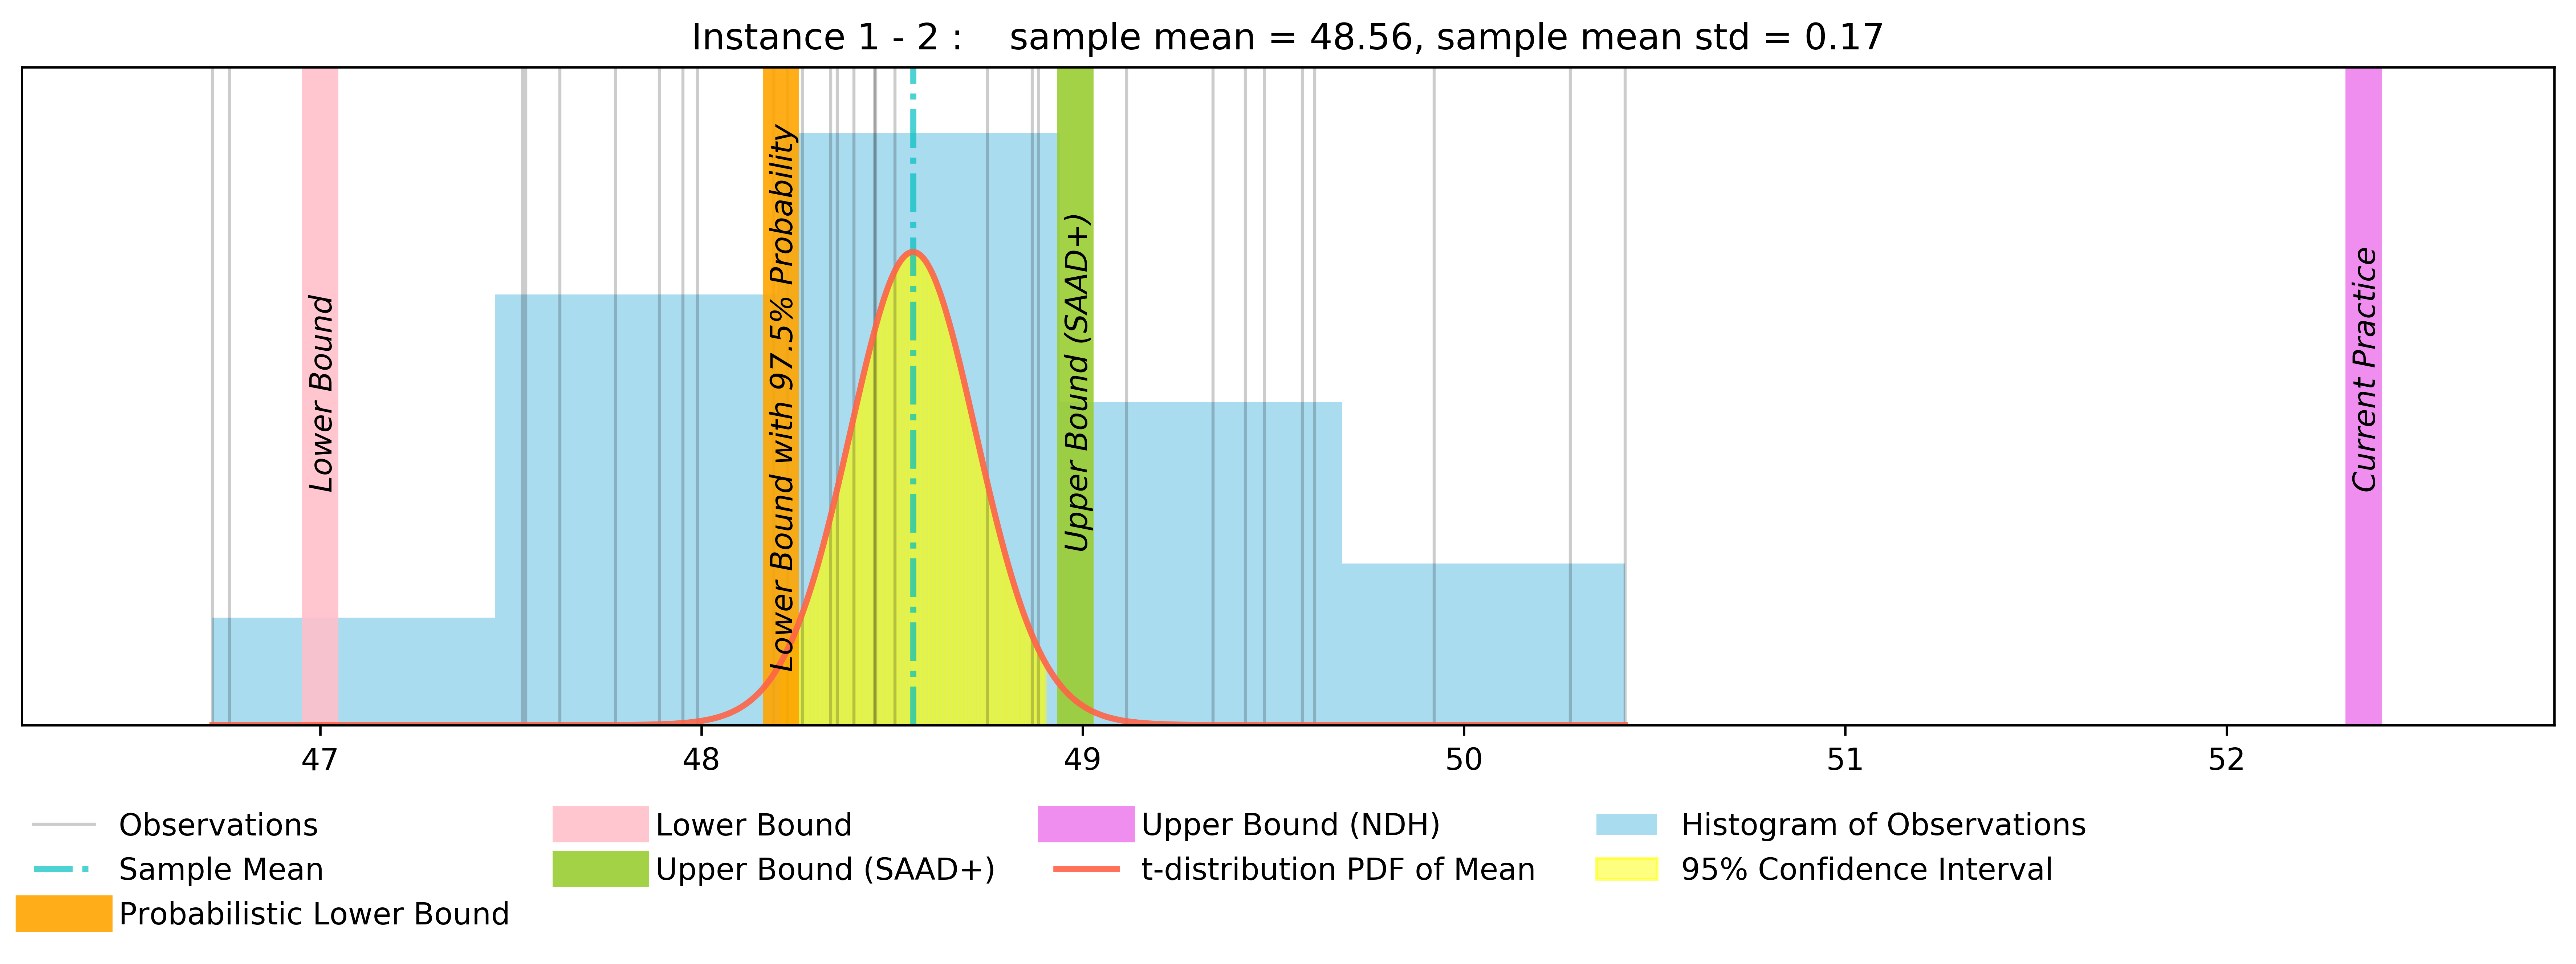 Instance 1 - 2 :    sample mean = 48.56, sample mean std = 0.17
Lower Bound
Lower Bound with 97.5% Probability
Upper Bound (SAAD+)
Current Practice
47 48 49 50 51 52
Observations
Sample Mean
Probabilistic Lower Bound
Lower Bound
Upper Bound (SAAD+)
Upper Bound (NDH)
t-distribution PDF of Mean
Histogram of Observations
95% Confidence Interval